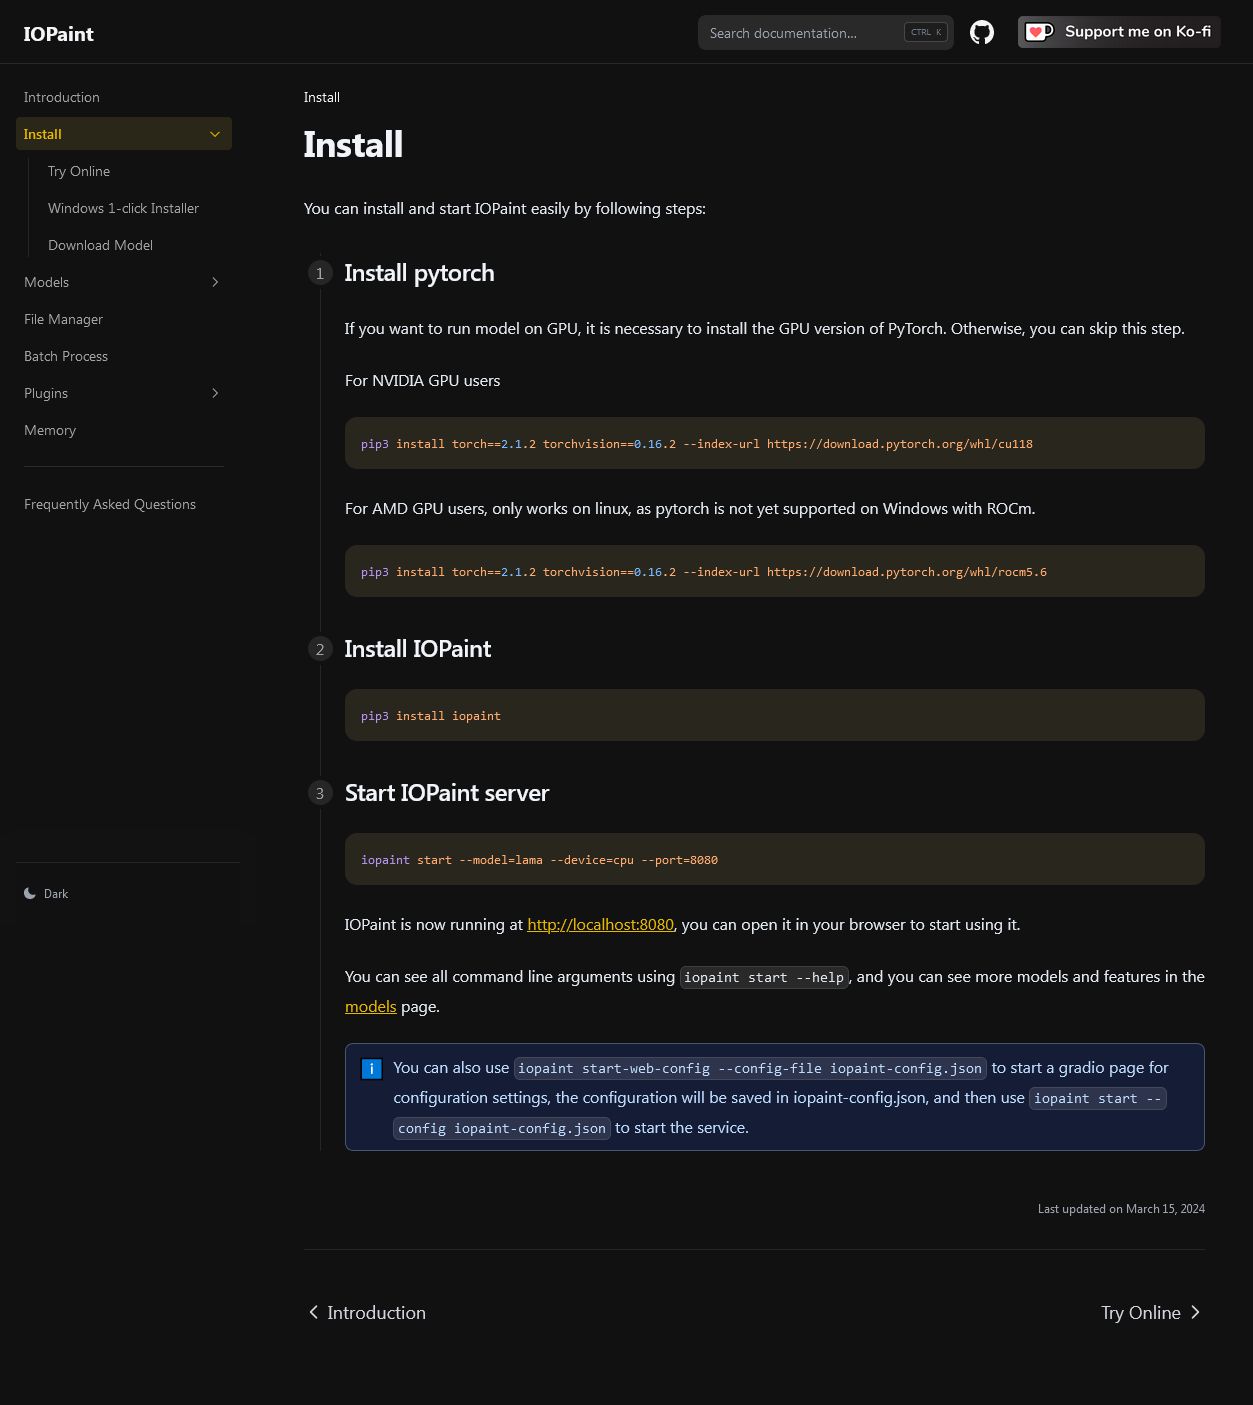 IOPaint
Search documentation…
CTRL K
Support me on Ko-fi
Introduction
Install
Try Online
Windows 1-click Installer
Download Model
Models
File Manager
Batch Process
Plugins
Memory
Frequently Asked Questions
Dark
Install
Install
You can install and start IOPaint easily by following steps:
1
Install pytorch
If you want to run model on GPU, it is necessary to install the GPU version of PyTorch. Otherwise, you can skip this step.
For NVIDIA GPU users
pip3 install torch==2.1.2 torchvision==0.16.2 --index-url https://download.pytorch.org/whl/cu118
For AMD GPU users, only works on linux, as pytorch is not yet supported on Windows with ROCm.
pip3 install torch==2.1.2 torchvision==0.16.2 --index-url https://download.pytorch.org/whl/rocm5.6
2
Install IOPaint
pip3 install iopaint
3
Start IOPaint server
iopaint start --model=lama --device=cpu --port=8080
IOPaint is now running at http://localhost:8080, you can open it in your browser to start using it.
You can see all command line arguments using iopaint start --help, and you can see more models and features in the
models page.
i
You can also use iopaint start-web-config --config-file iopaint-config.json to start a gradio page for
configuration settings, the configuration will be saved in iopaint-config.json, and then use iopaint start --
config iopaint-config.json to start the service.
Last updated on March 15, 2024
Introduction
Try Online